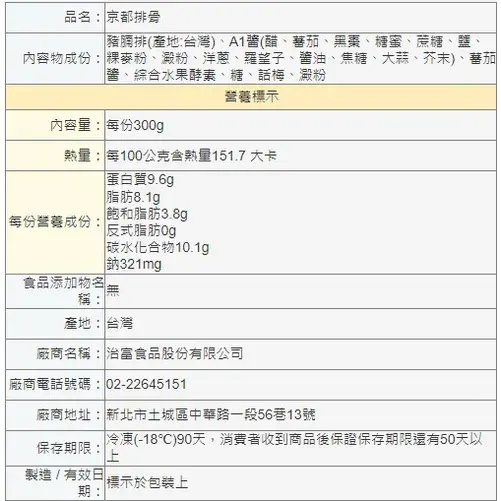 品名：京都排骨
內容物成份：豬腩排(產地:台灣)、A1醬(醋、蕃茄、黑棗、糖蜜、蔗糖、鹽、
粿麥粉、澱粉、洋蔥、羅望子、醬油、焦糖、大蒜、芥末)、蕃茄
醬、綜合水果酵素、糖、話梅、澱粉
營養標示
內容量：每份300g
熱量：每100公克含熱量151.7 大卡
每份營養成份：
蛋白質9.6g
脂肪8.1g
飽和脂肪3.8g
反式脂肪0g
碳水化合物10.1g
鈉321mg
食品添加物名
稱：無
產地：台灣
廠商名稱：治富食品股份有限公司
廠商電話號碼：02-22645151
廠商地址：新北市土城區中華路一段56巷13號
保存期限：冷凍(-18℃)90天，消費者收到商品後保證保存期限還有50天以
上
製造 / 有效日
期：標示於包裝上